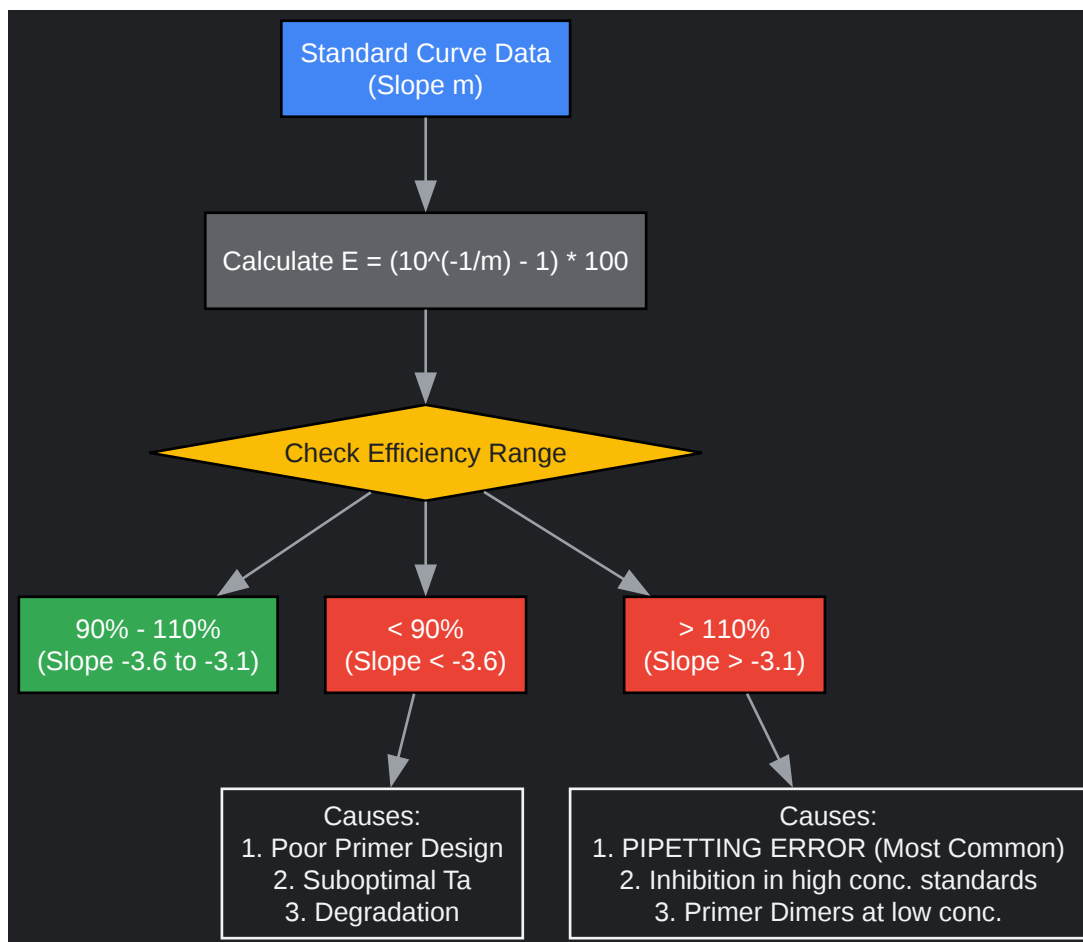 Standard Curve Data
(Slope m)
Calculate E = (10^(-1/m) - 1) * 100
Check Efficiency Range
90% - 110%
(Slope -3.6 to -3.1)
< 90%
(Slope < -3.6)
> 110%
(Slope > -3.1)
Causes:
1. Poor Primer Design
2. Suboptimal Ta
3. Degradation
Causes:
1. PIPETTING ERROR (Most Common)
2. Inhibition in high conc. standards
3. Primer Dimers at low conc.